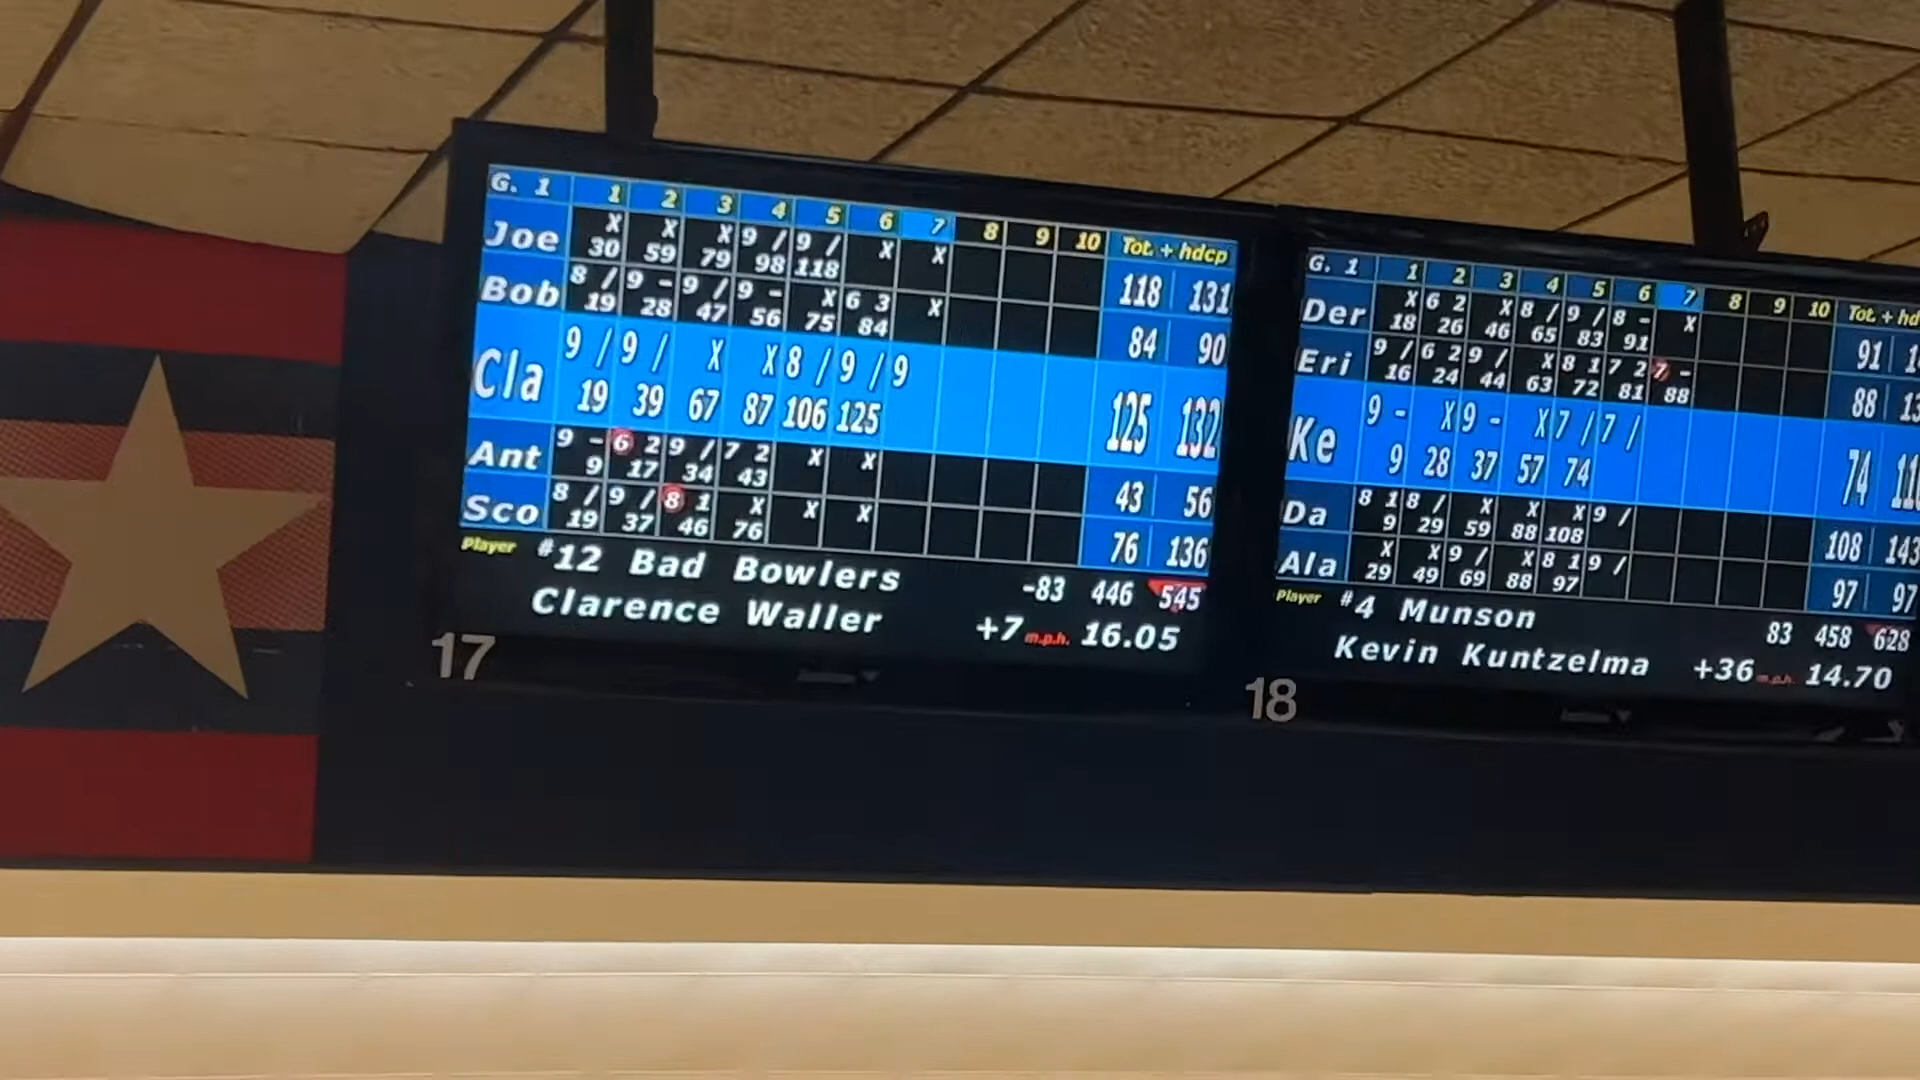 G. 1 1 2 3 4 5 6 7 8 9 10 Tot. + hdcp
Joe X X X 9 / 9 / X X
30 59 79 98 118 118 131
Bob 8 / 9 - 9 / 9 - X 6 3 X
19 28 47 56 75 84 84 90
Cla 9 / 9 / X X 8 / 9 / 9
19 39 67 87 106 125 125 132
Ant 9 - 6 2 9 / 7 2 X X
9 17 34 43 43 56
Sco 8 / 9 / 8 1 X X X
19 37 46 76 76 136
Player #12 Bad Bowlers -83 446 545
Clarence Waller +7 m.p.h. 16.05
17
G. 1 1 2 3 4 5 6 7 8 9 10 Tot. + hd
Der X 6 2 X 8 / 9 / 8 - X
18 26 46 65 83 91 91
Eri 9 / 6 2 9 / X 8 1 7 2 7 -
16 24 44 63 72 81 88 88
Ke 9 - X 9 - X 7 / 7 /
9 28 37 57 74 74
Da 8 1 8 / X X X 9 /
9 29 59 88 108 108 143
Ala X X 9 / X 8 1 9 /
29 49 69 88 97 97 97
Player #4 Munson 83 458 628
Kevin Kuntzelma +36 m.p.h. 14.70
18